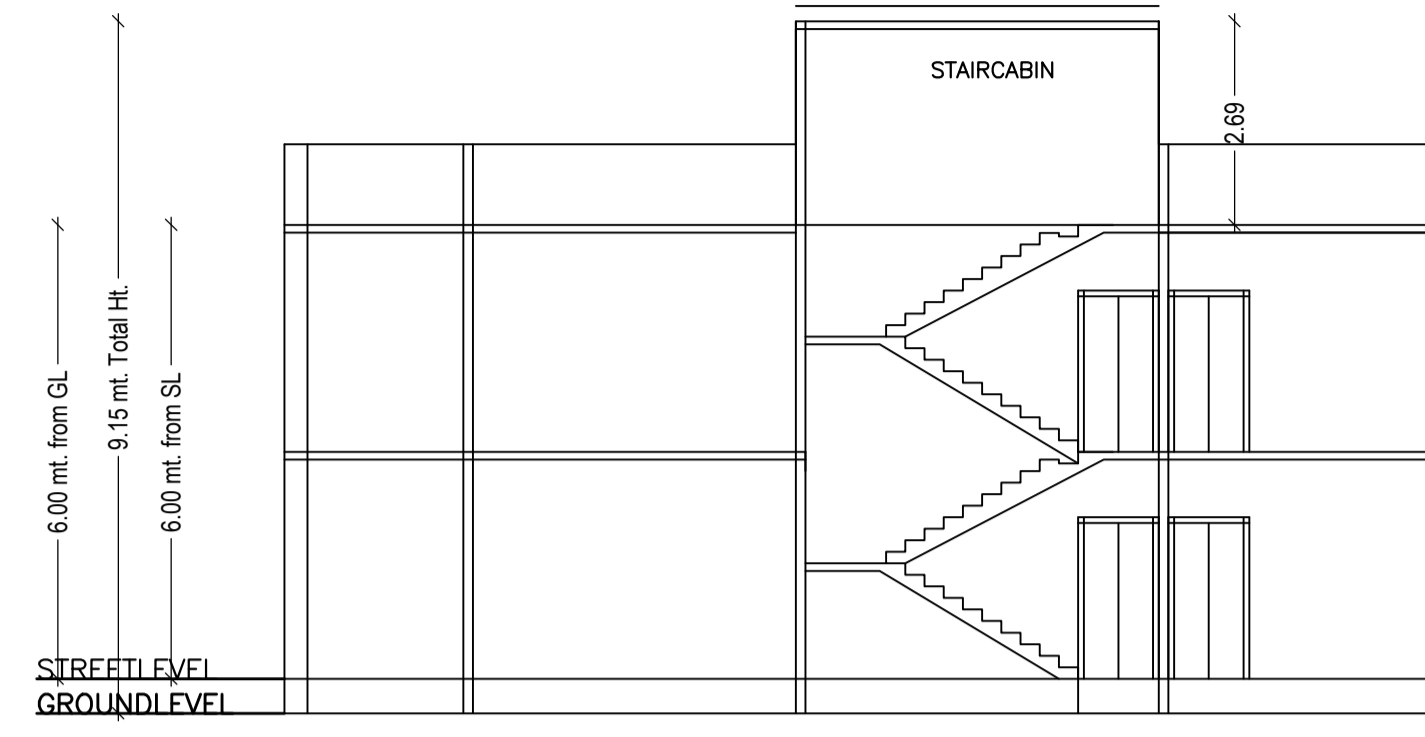 STAIRCABIN
2.69
6.00 mt. from GL
9.15 mt. Total Ht.
6.00 mt. from SL
STREETLEVEL
GROUNDLEVEL